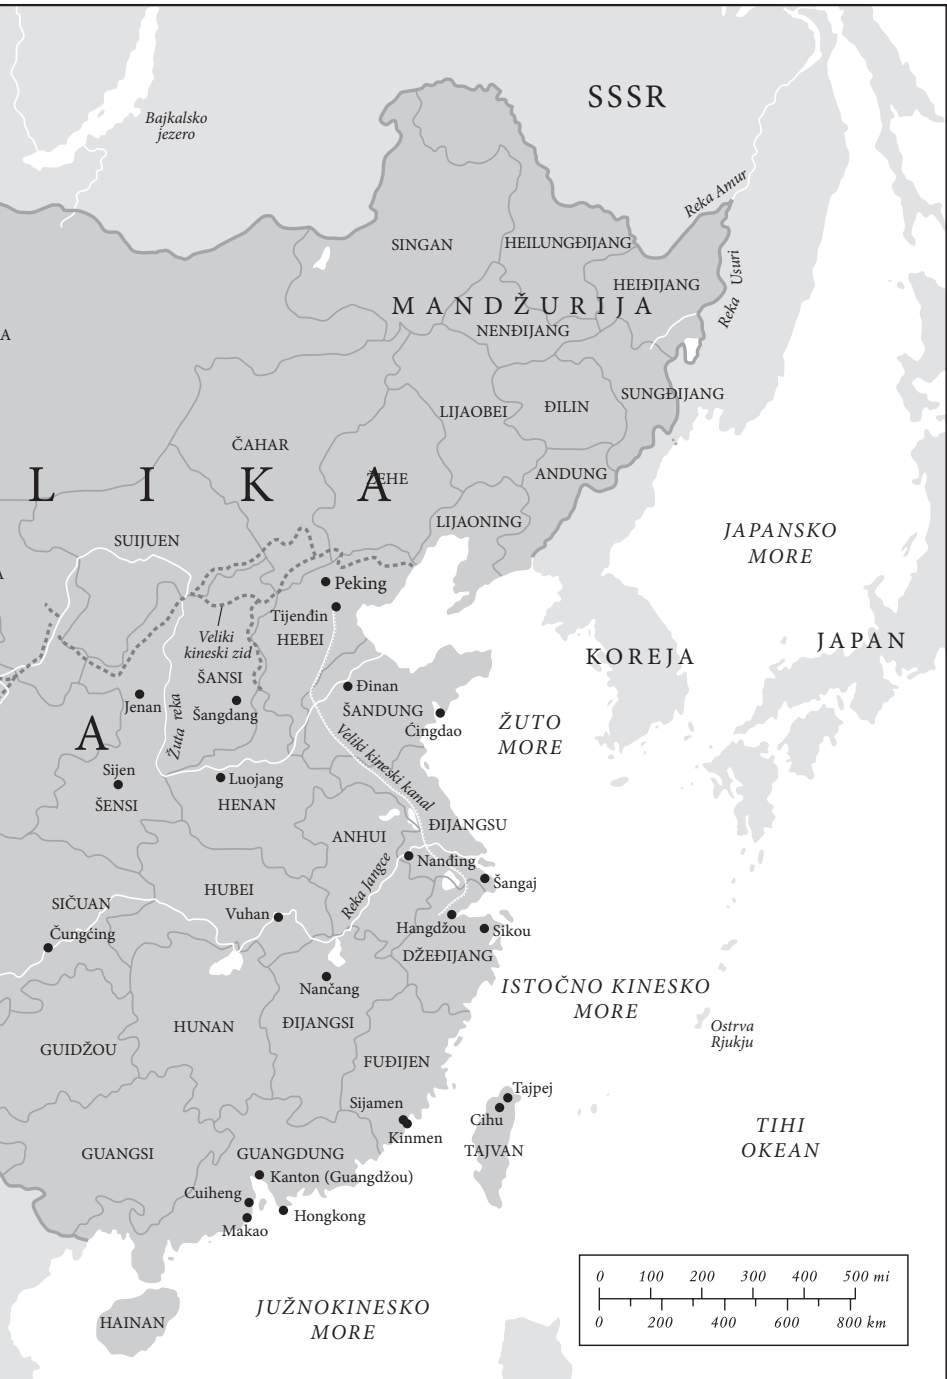 SSSR
Bajkalsko
jezero
Reka Amur
SINGAN
HEILUNGĐIJANG
Reka Usuri
HEIĐIJANG
MANDŽURIJA
NENĐIJANG
A
SUNGĐIJANG
LIJAOBEI
ĐILIN
ČAHAR
ŽEHE
ANDUNG
L I K A
LIJAONING
SUIJUEN
JAPANSKO
MORE
A
Peking
Tijenđin
HEBEI
Veliki
kineski zid
JAPAN
KOREJA
ŠANSI
Đinan
Jenan
Žuta reka
Šangdang
ŠANDUNG
Ćingdao
ŽUTO
MORE
A
Veliki kineski kanal
Sijen
Luojang
ŠENSI
HENAN
ANHUI
ĐIJANGSU
Nanđing
Reka Jangce
Šangaj
HUBEI
SIČUAN
Vuhan
Čungćing
Hangdžou
Sikou
DŽEĐIJANG
Nančang
ISTOČNO KINESKO
MORE
HUNAN
ĐIJANGSI
Ostrva
Rjukju
GUIDŽOU
FUĐIJEN
Tajpej
Sijamen
Cihu
Kinmen
TIHI
OKEAN
GUANGSI
GUANGDUNG
TAJVAN
Kanton (Guangdžou)
Cuiheng
Hongkong
Makao
0 100 200 300 400 500 mi
0 200 400 600 800 km
JUŽNOKINESKO
MORE
HAINAN